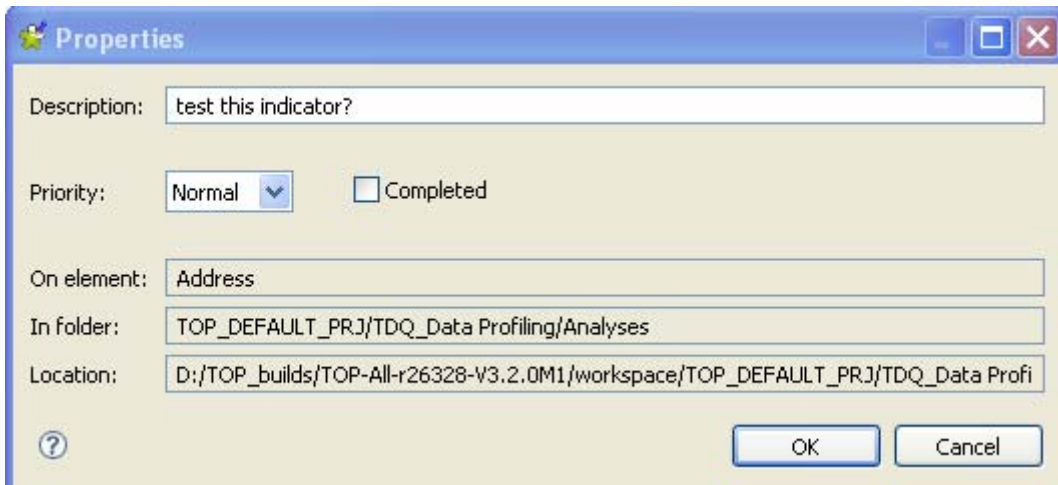 Properties
Description: test this indicator?
Priority: Normal Completed
On element: Address
In folder: TOP_DEFAULT_PRJ/TDQ_Data Profiling/Analyses
Location: D:/TOP_builds/TOP-All-r26328-V3.2.0M1/workspace/TOP_DEFAULT_PRJ/TDQ_Data Profi
? OK Cancel